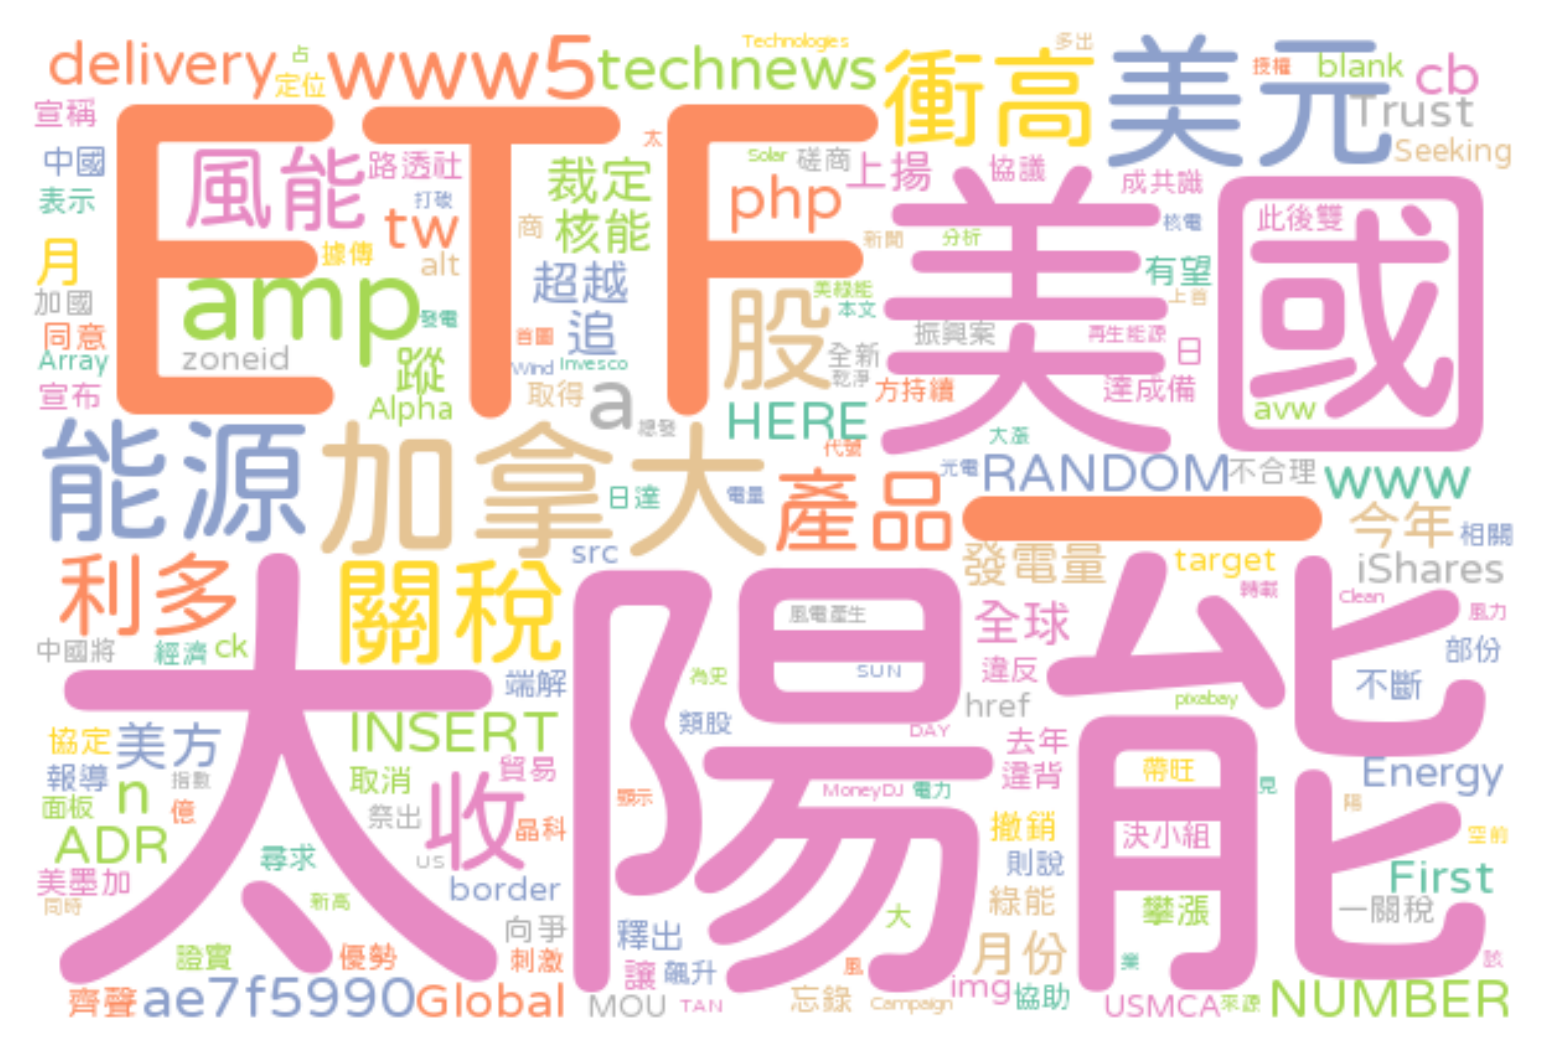 delivery
占
定位
www5
technews
Technologies
衝高
多出
美元
授權
blank
cb
Trust
Seeking
宣稱
中國
表示
月
加國
同意
Array
宣布
ETF
風能
路透社
打破
tw
據傳
alt
amp
發電
zoneid
蹤
Alpha
裁定
核能
商
超越
追
首圖
Wind
Invesco
取得
a
總發
太
php
Solar
磋商
上揚
新聞
股
美綠能
本文
全新
乾淨
HERE
代號
協議
成共識
核電
分析
美國
此後雙
有望
上首
振興案
再生能源
日
方持續
達成備
avw
大漲
能源
加拿大
日達
電量
產品
光電
RANDOM
不合理
www
一
今年
相關
利多
關稅
src
發電量
target
iShares
轉載
Clean
風力
中國將
經濟
ck
太陽能
端解
風電產生
SUN
為史
類股
全球
違反
href
DAY
部份
不斷
pixabay
協定
美方
報導
指數
面板
n
億
ADR
INSERT
取消
貿易
祭出
收
晶科
us
顯示
MoneyDJ
電力
去年
違背
帶旺
見
Energy
陽
空前
尋求
美墨加
同時
新高
border
撤銷
則說
決小組
First
綠能
攀漲
一關稅
證實
優勢
向爭
刺激
釋出
讓
飆升
大
風
月份
業
該
齊聲
ae7f5990
Global
MOU
TAN
忘錄
Campaign
img
協助
USMCA
來源
NUMBER